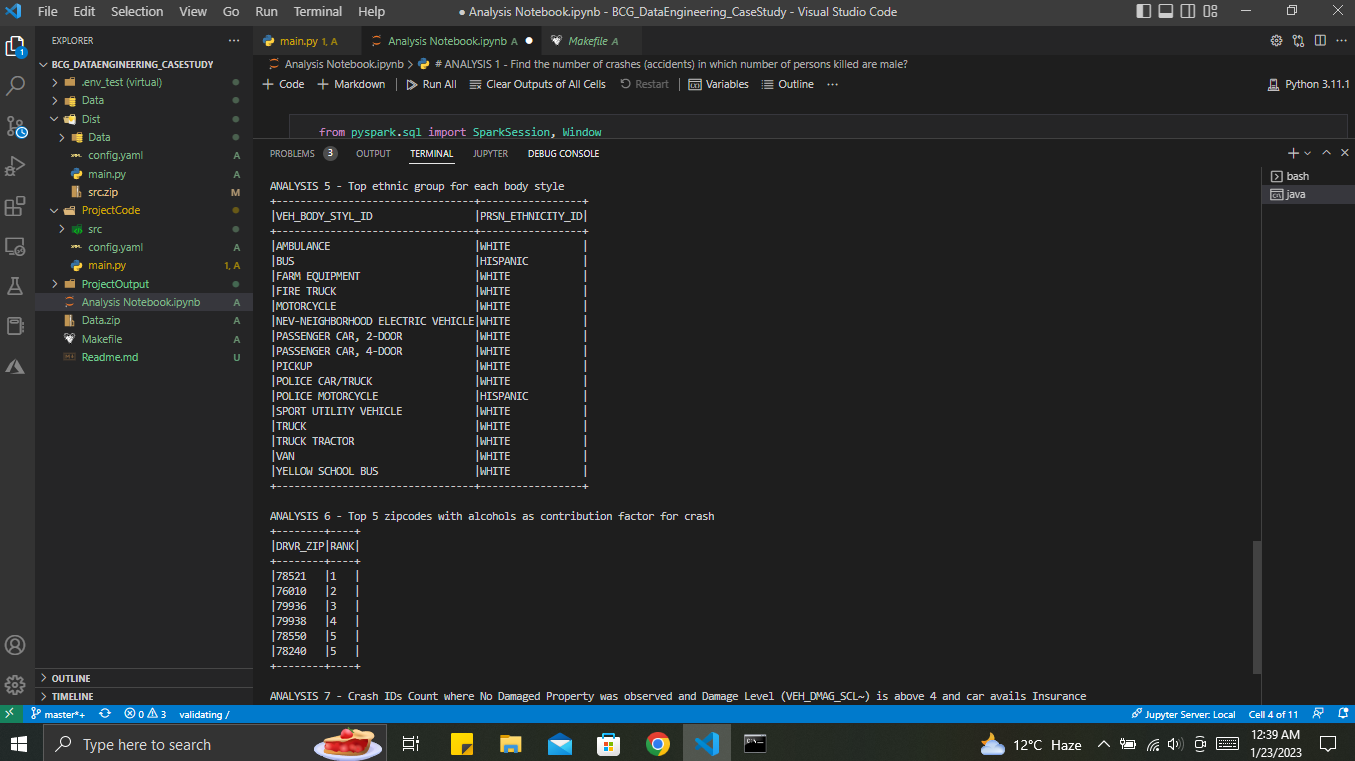 File Edit Selection View Go Run Terminal Help ● Analysis Notebook.ipynb - BCG_DataEngineering_CaseStudy - Visual Studio Code
EXPLORER ···
main.py 1, A Analysis Notebook.ipynb A ● Makefile A
BCG_DATAENGINEERING_CASESTUDY
Analysis Notebook.ipynb > # ANALYSIS 1 - Find the number of crashes (accidents) in which number of persons killed are male?
.env_test (virtual)
+ Code + Markdown Run All Clear Outputs of All Cells Restart Variables Outline ··· Python 3.11.1
Data
Dist
Data
config.yaml A
main.py A
src.zip M
ProjectCode
src
config.yaml A
main.py 1, A
ProjectOutput
Analysis Notebook.ipynb A
Data.zip A
Makefile A
Readme.md U
OUTLINE
TIMELINE
from pyspark.sql import SparkSession, Window
PROBLEMS 3 OUTPUT TERMINAL JUPYTER DEBUG CONSOLE
bash
java
ANALYSIS 5 - Top ethnic group for each body style
+---------------------------------+-----------------+
|VEH_BODY_STYL_ID |PRSN_ETHNICITY_ID|
+---------------------------------+-----------------+
|AMBULANCE |WHITE |
|BUS |HISPANIC |
|FARM EQUIPMENT |WHITE |
|FIRE TRUCK |WHITE |
|MOTORCYCLE |WHITE |
|NEV-NEIGHBORHOOD ELECTRIC VEHICLE|WHITE |
|PASSENGER CAR, 2-DOOR |WHITE |
|PASSENGER CAR, 4-DOOR |WHITE |
|PICKUP |WHITE |
|POLICE CAR/TRUCK |WHITE |
|POLICE MOTORCYCLE |HISPANIC |
|SPORT UTILITY VEHICLE |WHITE |
|TRUCK |WHITE |
|TRUCK TRACTOR |WHITE |
|VAN |WHITE |
|YELLOW SCHOOL BUS |WHITE |
+---------------------------------+-----------------+
ANALYSIS 6 - Top 5 zipcodes with alcohols as contribution factor for crash
+--------+----+
|DRVR_ZIP|RANK|
+--------+----+
|78521 |1 |
|76010 |2 |
|79936 |3 |
|79938 |4 |
|78550 |5 |
|78240 |5 |
+--------+----+
ANALYSIS 7 - Crash IDs Count where No Damaged Property was observed and Damage Level (VEH_DMAG_SCL~) is above 4 and car avails Insurance
master*+ 0 3 validating / Jupyter Server: Local Cell 4 of 11
Type here to search 12°C Haze 12:39 AM
1/23/2023